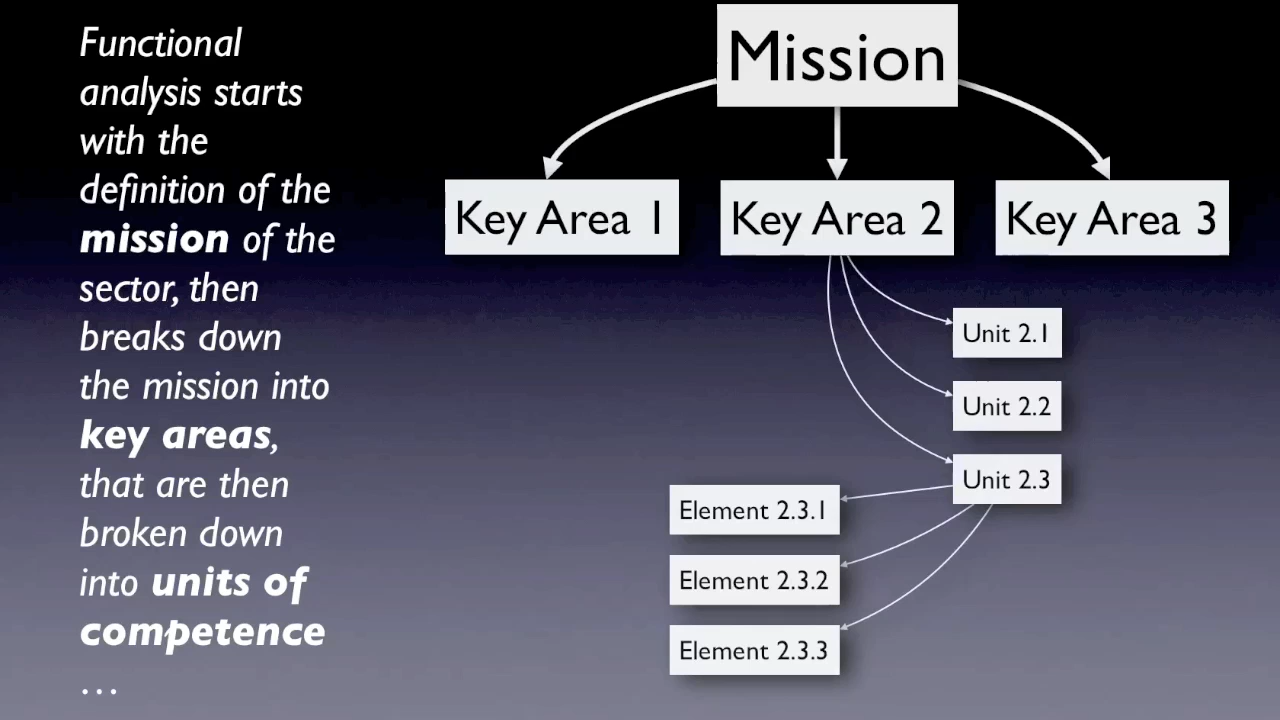 Functional
analysis starts
with the
definition of the
mission of the
sector, then
breaks down
the mission into
key areas,
that are then
broken down
into units of
competence
…
Mission
Key Area 1
Key Area 2
Key Area 3
Unit 2.1
Unit 2.2
Unit 2.3
Element 2.3.1
Element 2.3.2
Element 2.3.3